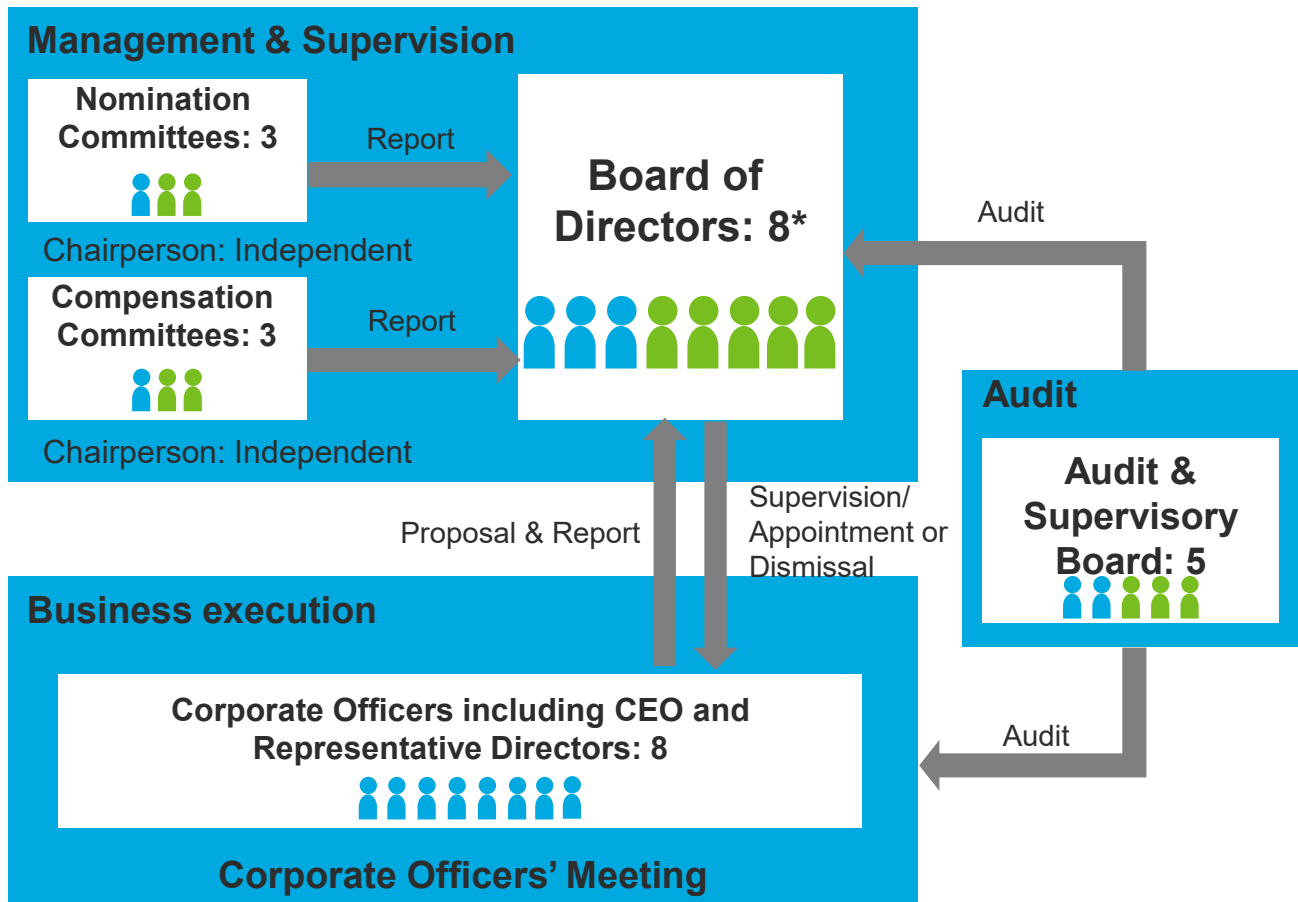 Management & Supervision
Nomination
Committees: 3
Chairperson: Independent
Report
Compensation
Committees: 3
Chairperson: Independent
Report
Board of
Directors: 8*
Audit
Audit
Audit &
Supervisory
Board: 5
Proposal & Report
Supervision/
Appointment or
Dismissal
Business execution
Corporate Officers including CEO and
Representative Directors: 8
Audit
Corporate Officers’ Meeting